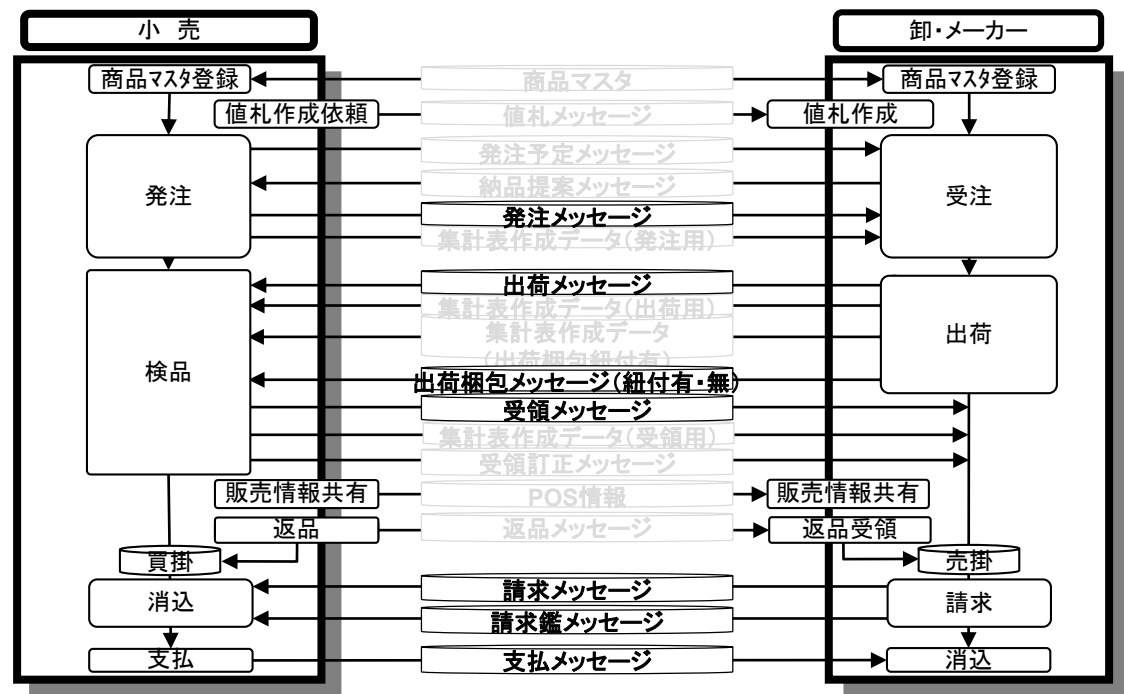 小 売
卸・メーカー
商品ﾏｽﾀ登録
商品マスタ
商品ﾏｽﾀ登録
値札作成依頼
値札メッセージ
値札作成
発注予定メッセージ
発注
納品提案メッセージ
受注
発注メッセージ
集計表作成データ(発注用)
出荷メッセージ
集計表作成データ(出荷用)
集計表作成データ
(出荷梱包紐付有)
出荷
検品
出荷梱包メッセージ(紐付有・無)
受領メッセージ
集計表作成データ(受領用)
受領訂正メッセージ
販売情報共有
POS情報
販売情報共有
返品
返品メッセージ
返品受領
買掛
売掛
請求メッセージ
消込
請求
請求鑑メッセージ
支払
支払メッセージ
消込